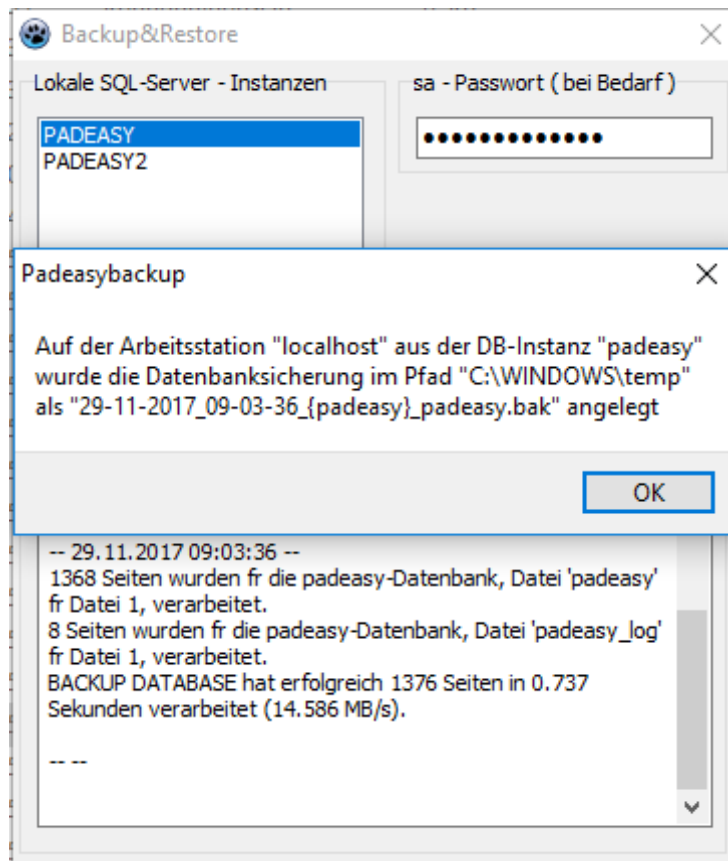 Backup&Restore
Lokale SQL-Server - Instanzen
sa - Passwort ( bei Bedarf )
PADEASY
PADEASY2
Padeasybackup
Auf der Arbeitsstation "localhost" aus der DB-Instanz "padeasy"
wurde die Datenbanksicherung im Pfad "C:\WINDOWS\temp"
als "29-11-2017_09-03-36_{padeasy}_padeasy.bak" angelegt
OK
-- 29.11.2017 09:03:36 --
1368 Seiten wurden fr die padeasy-Datenbank, Datei 'padeasy'
fr Datei 1, verarbeitet.
8 Seiten wurden fr die padeasy-Datenbank, Datei 'padeasy_log'
fr Datei 1, verarbeitet.
BACKUP DATABASE hat erfolgreich 1376 Seiten in 0.737
Sekunden verarbeitet (14.586 MB/s).
-- --